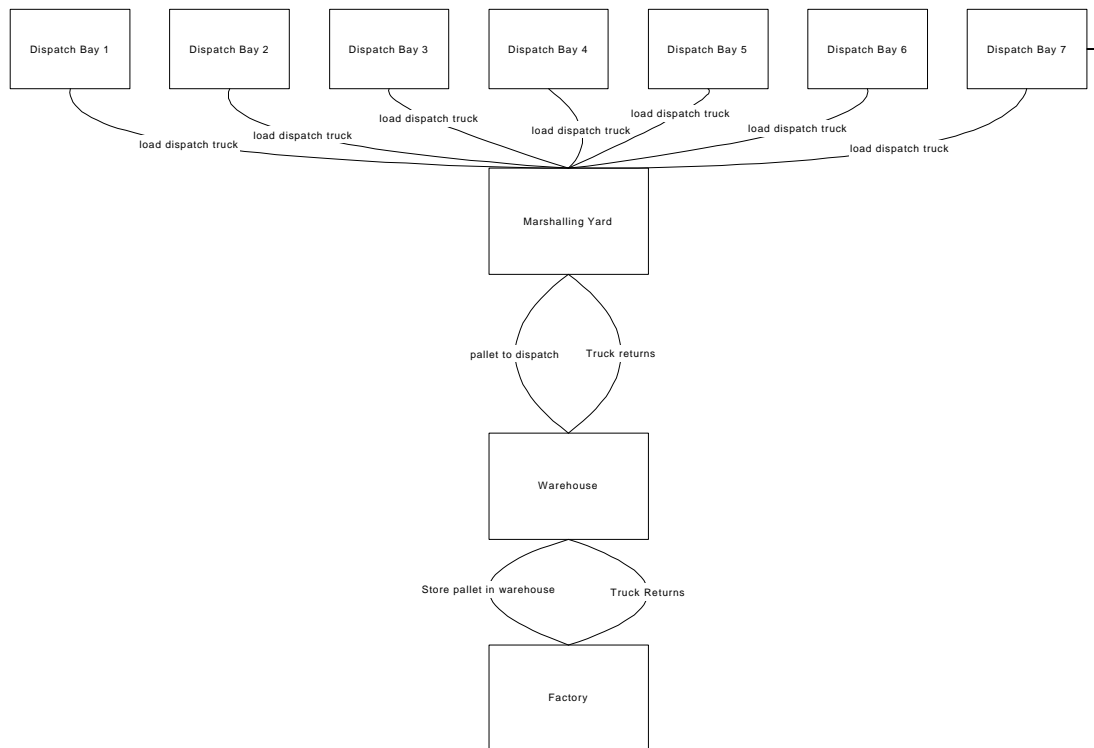 Dispatch Bay 1
Dispatch Bay 2
Dispatch Bay 3
Dispatch Bay 4
Dispatch Bay 5
Dispatch Bay 6
Dispatch Bay 7
load dispatch truck
load dispatch truck
load dispatch truck
load dispatch truck
load dispatch truck
load dispatch truck
load dispatch truck
Marshalling Yard
pallet to dispatch
Truck returns
Warehouse
Store pallet in warehouse
Truck Returns
Factory